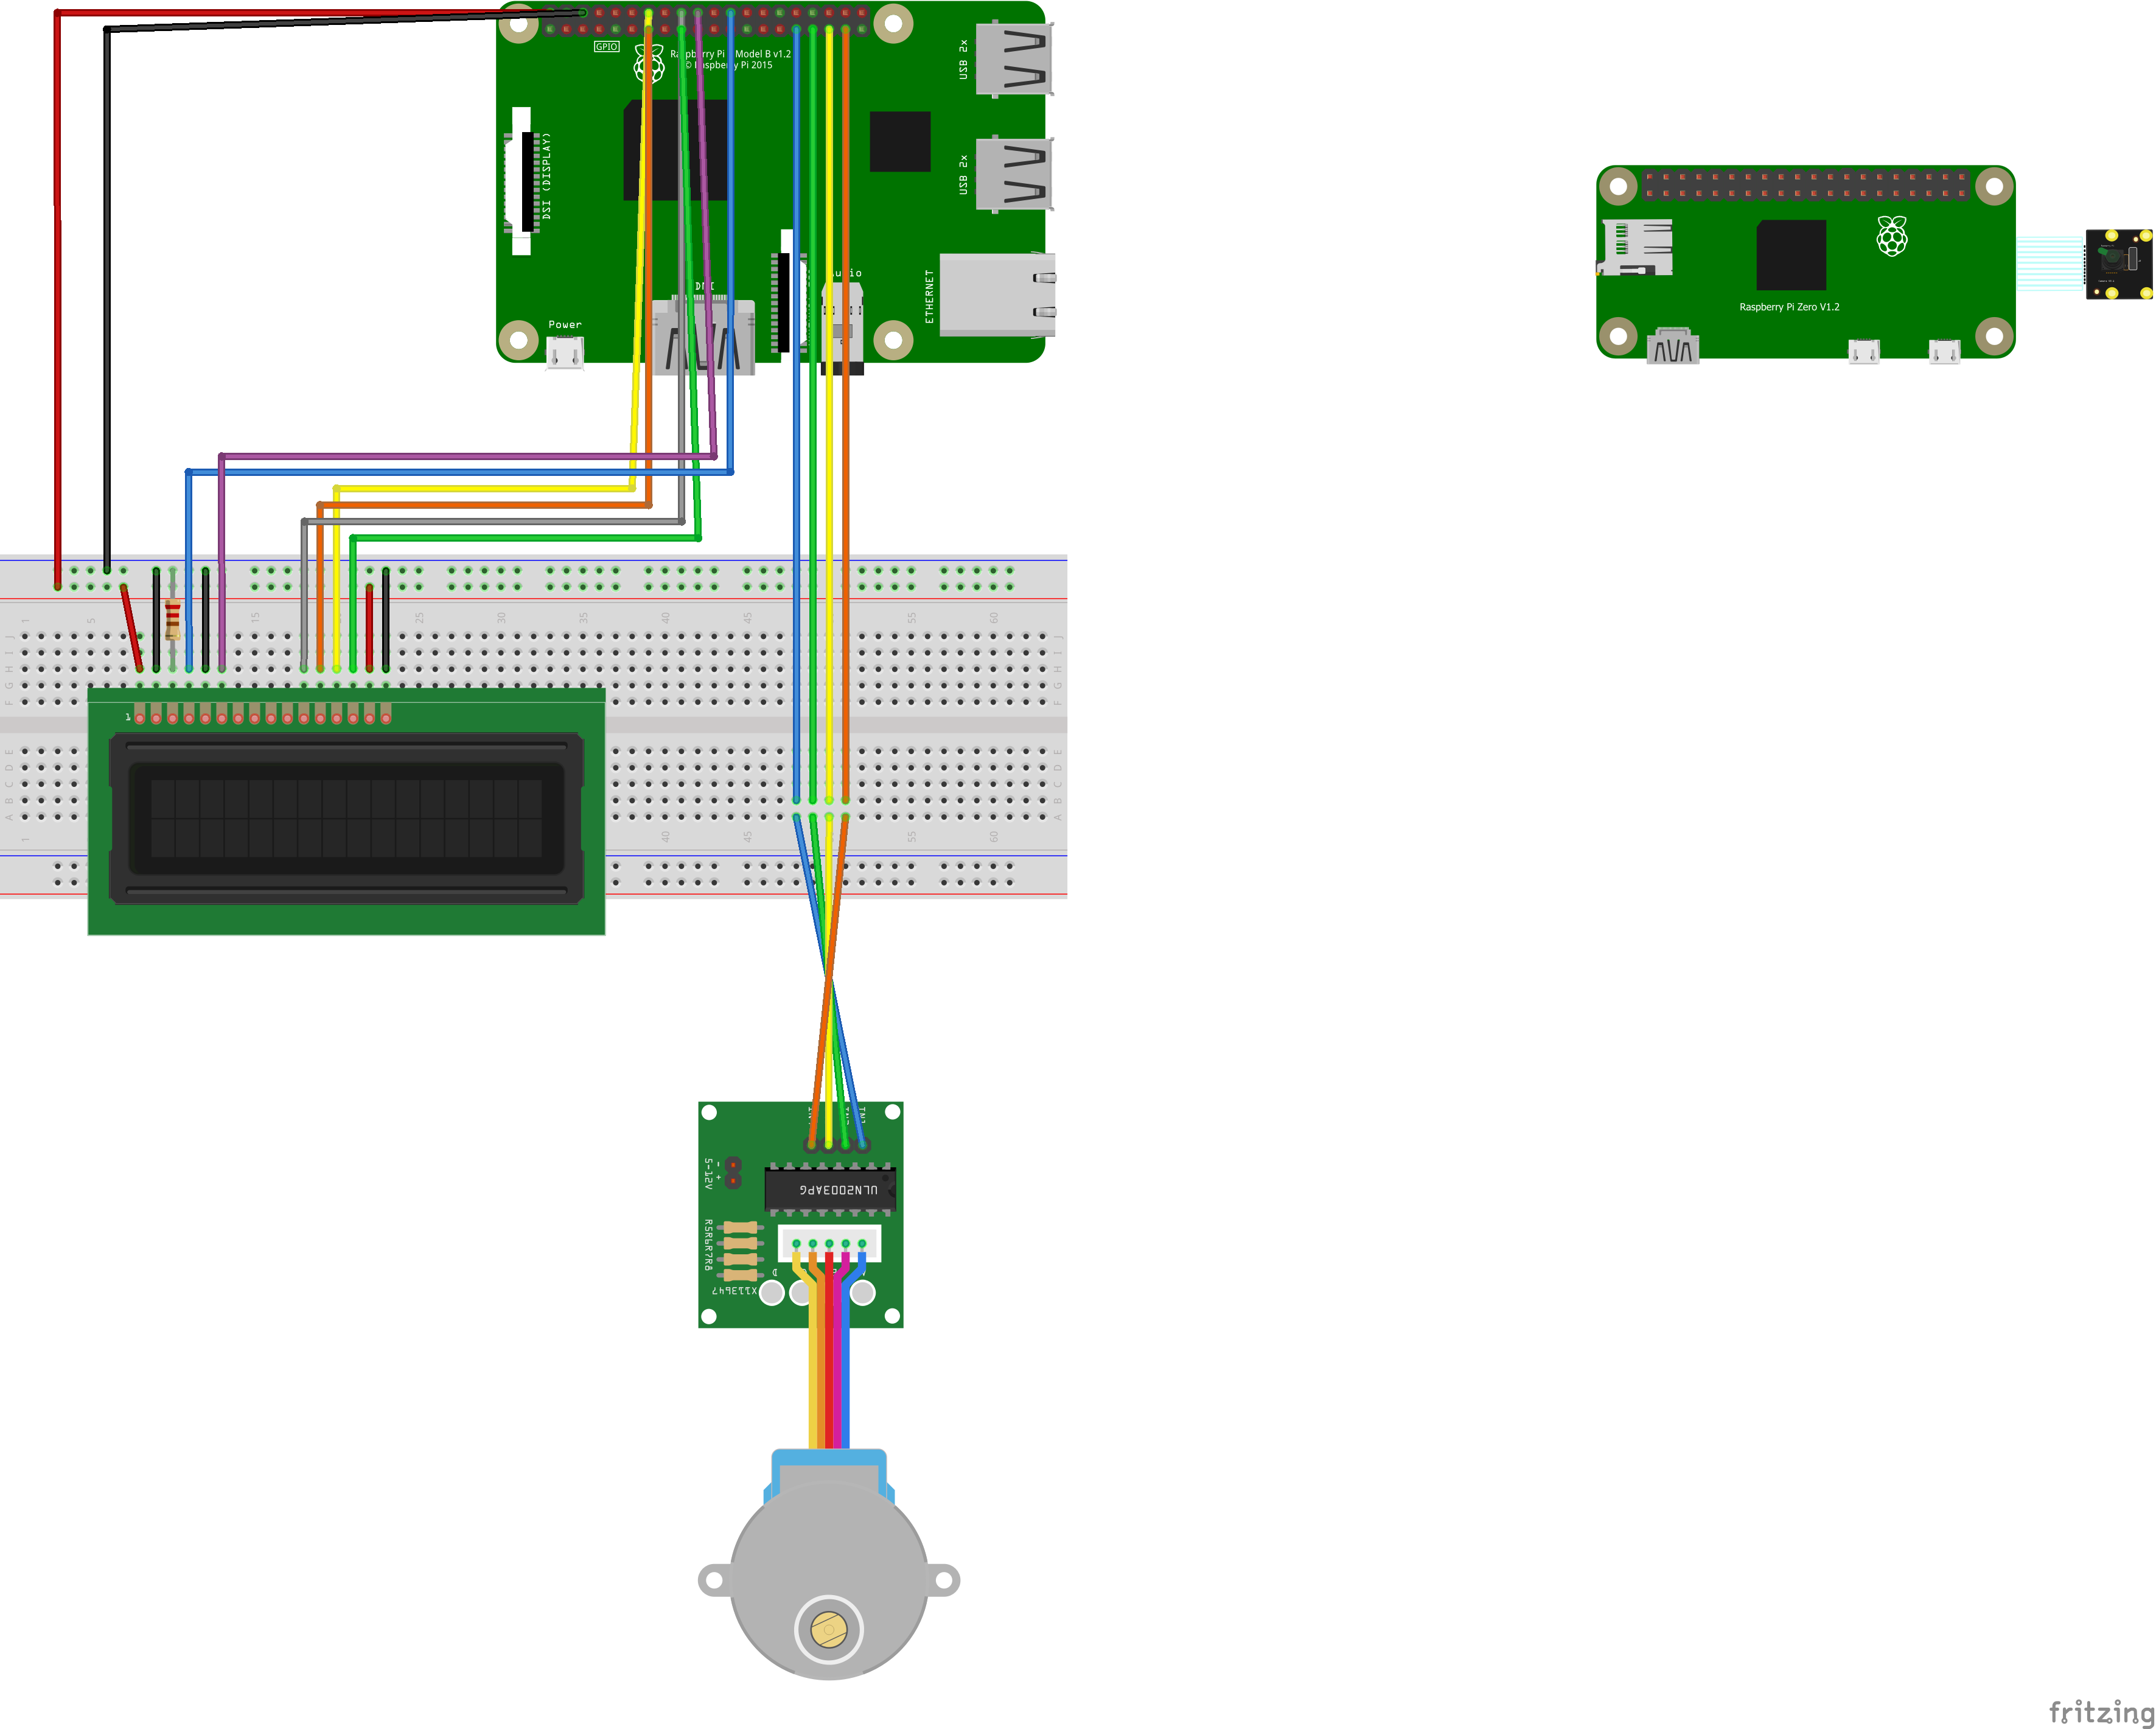 GPIO
Raspberry Pi Model B v1.2
© Raspberry Pi 2015
USB 2x
DSI (DISPLAY)
USB 2x
ETHERNET
Power
Raspberry Pi Zero V1.2
1
5
15
25
30
35
40
45
55
60
J
I
H
G
F
J
I
H
G
F
1
E
D
C
B
A
E
D
C
B
A
1
40
45
55
60
5-12V
-
+
ULN2003APG
R5R6R7R8
D
X113647
fritzing